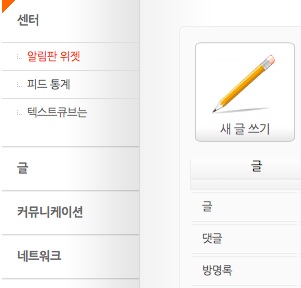 센터
알림판 위젯
피드 통계
텍스트큐브는
글
커뮤니케이션
네트워크
새 글 쓰기
글
글
댓글
방명록